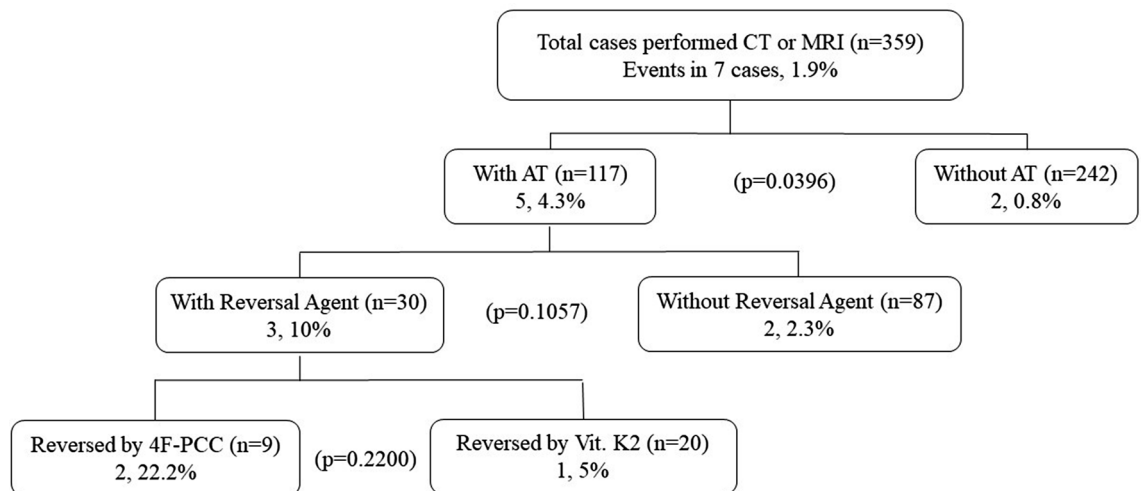 Total cases performed CT or MRI (n=359)
Events in 7 cases, 1.9%
With AT (n=117)
5, 4.3%
(p=0.0396)
Without AT (n=242)
2, 0.8%
With Reversal Agent (n=30)
3, 10%
(p=0.1057)
Without Reversal Agent (n=87)
2, 2.3%
Reversed by 4F-PCC (n=9)
2, 22.2%
(p=0.2200)
Reversed by Vit. K2 (n=20)
1, 5%